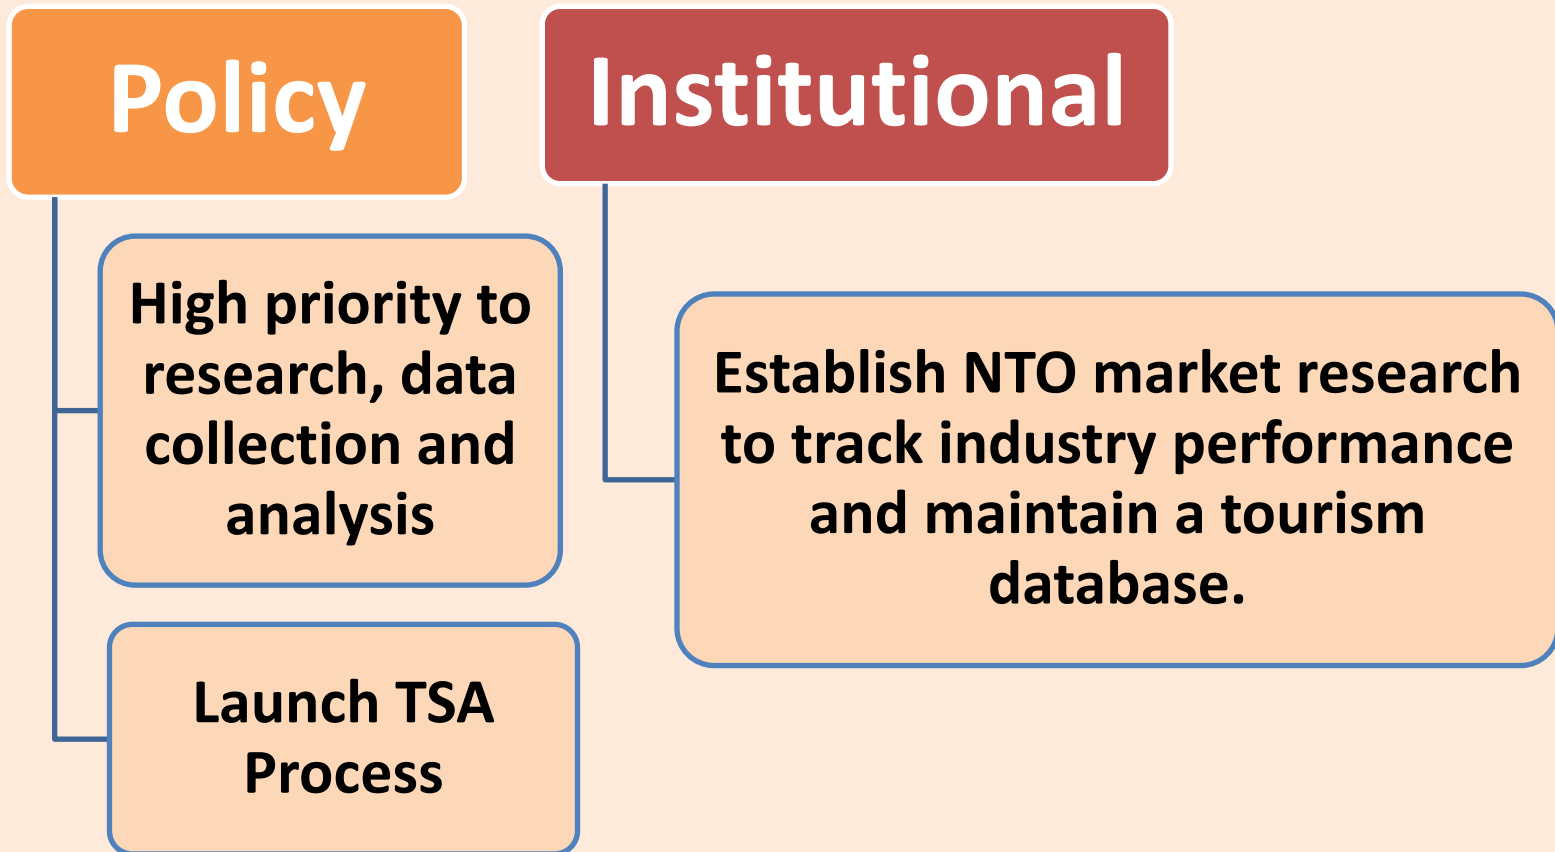 Policy
High priority to
research, data
collection and
analysis
Launch TSA
Process
Institutional
Establish NTO market research
to track industry performance
and maintain a tourism
database.